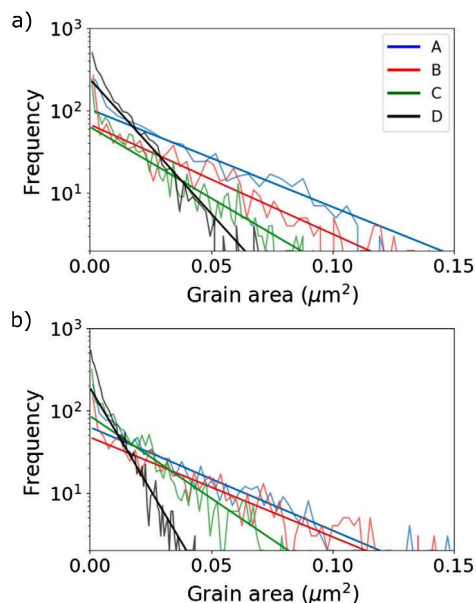 a)
10³
10²
10¹
Frequency
A
B
C
D
0.00 0.05 0.10 0.15
Grain area (μm²)
b)
10³
10²
10¹
Frequency
0.00 0.05 0.10 0.15
Grain area (μm²)